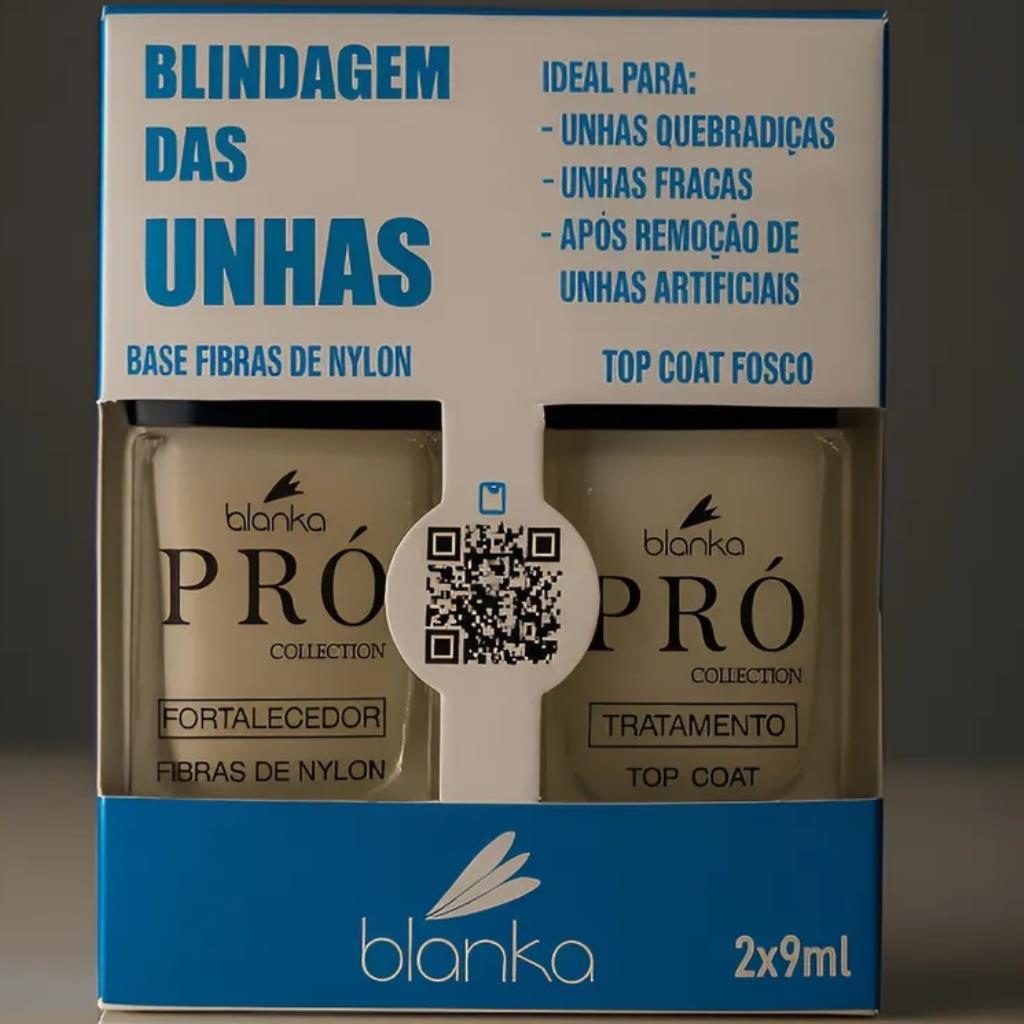 BLINDAGEM
DAS
UNHAS
BASE FIBRAS DE NYLON
IDEAL PARA:
- UNHAS QUEBRADIÇAS
- UNHAS FRACAS
- APÓS REMOÇÃO DE
UNHAS ARTIFICIAIS
TOP COAT FOSCO
blanka
PRÓ
COLLECTION
FORTALECEDOR
FIBRAS DE NYLON
blanka
PRÓ
COLLECTION
TRATAMENTO
TOP COAT
blanka
2x9ml